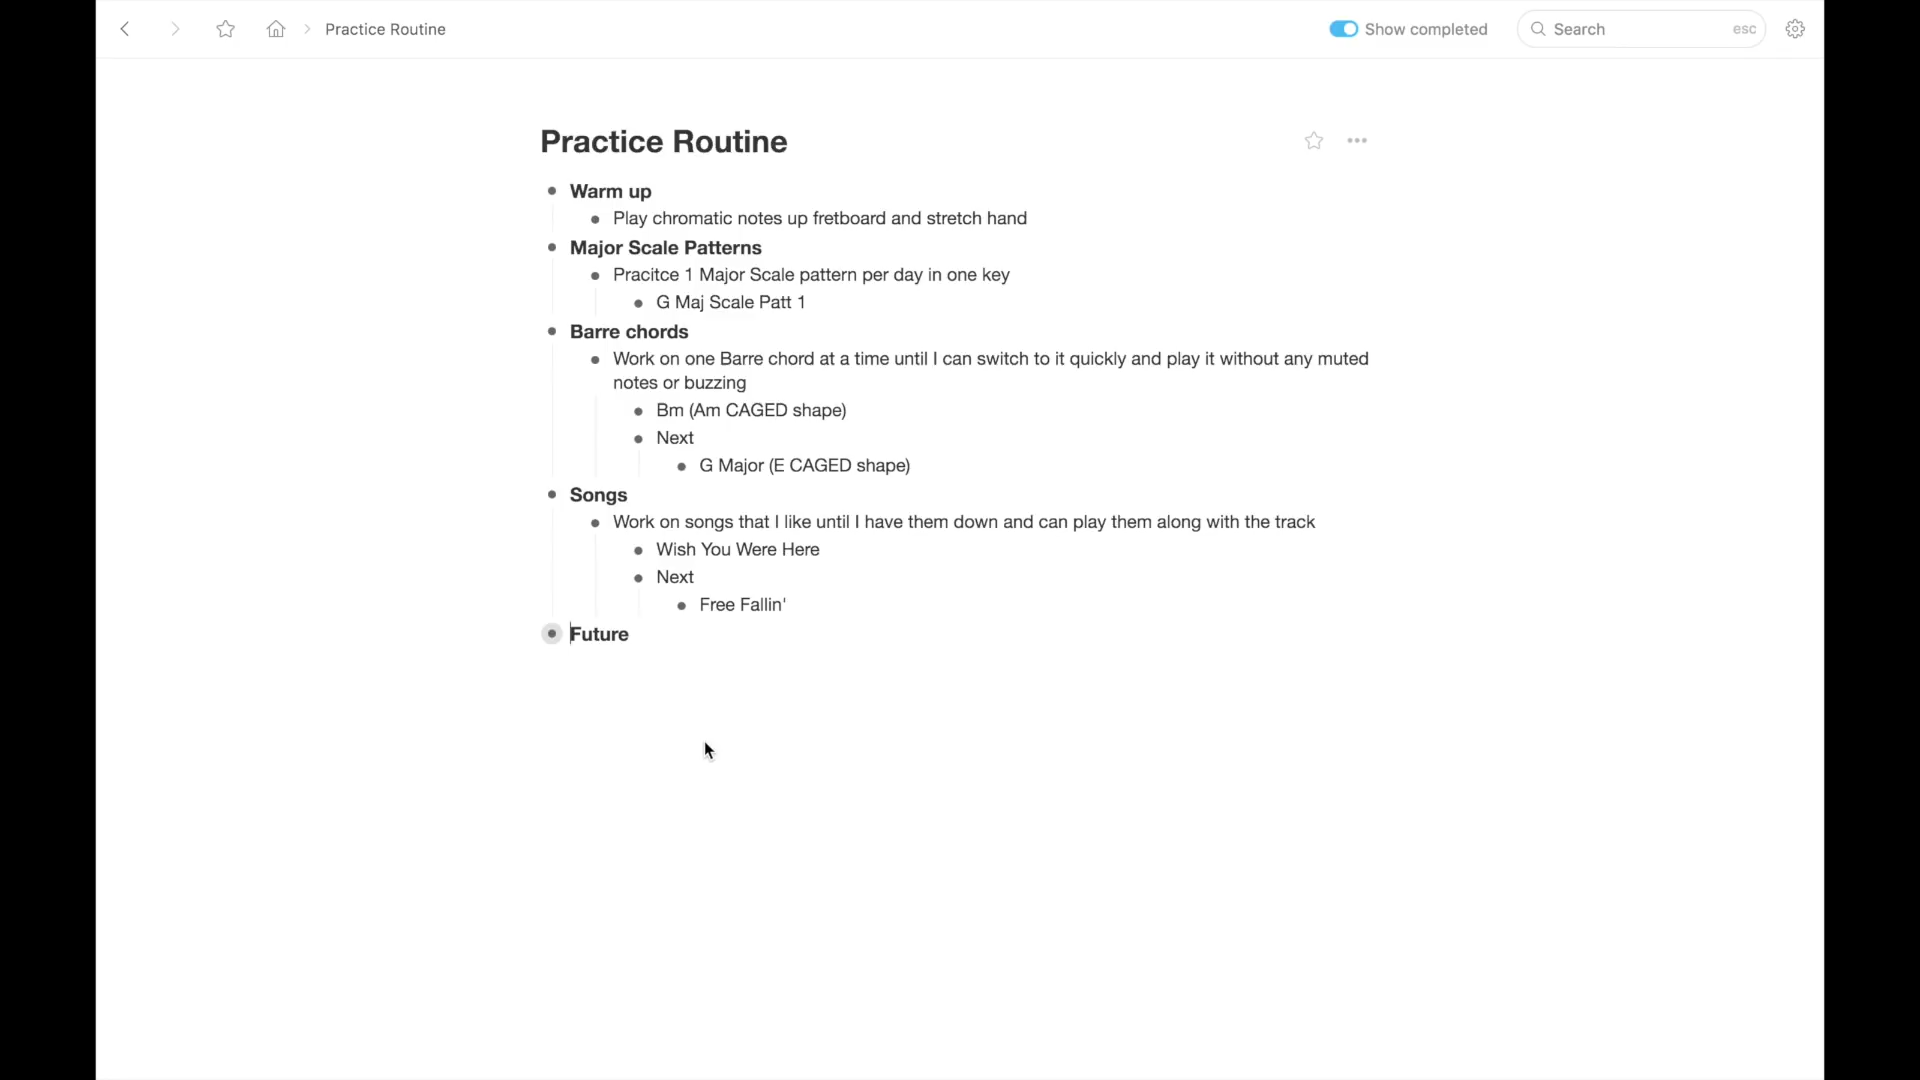 Practice Routine
Show completed
Search
esc
Practice Routine
Warm up
Play chromatic notes up fretboard and stretch hand
Major Scale Patterns
Pracitce 1 Major Scale pattern per day in one key
G Maj Scale Patt 1
Barre chords
Work on one Barre chord at a time until I can switch to it quickly and play it without any muted
notes or buzzing
Bm (Am CAGED shape)
Next
G Major (E CAGED shape)
Songs
Work on songs that I like until I have them down and can play them along with the track
Wish You Were Here
Next
Free Fallin'
Future